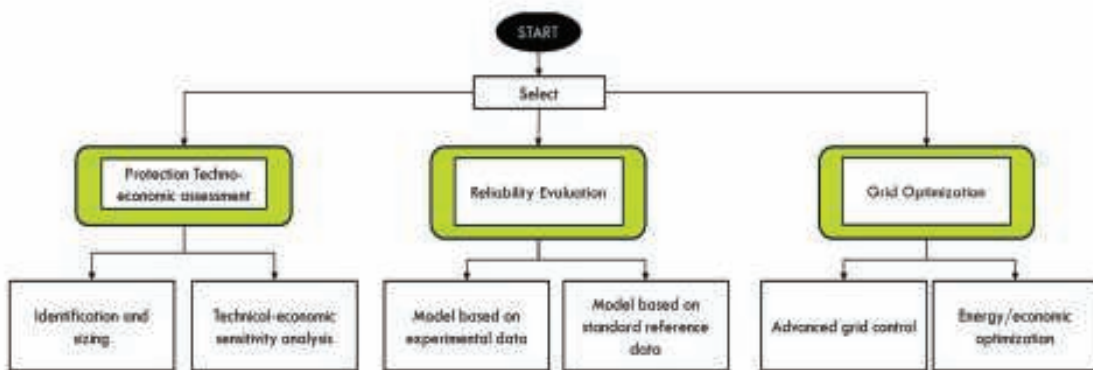 START
Select
Protection Techno-
economic assessment
Reliability Evaluation
Grid Optimization
Identification and
sizing
Technical-economic
sensitivity analysis
Model based on
experimental data
Model based on
standard reference
data
Advanced grid control
Energy/economic
optimization